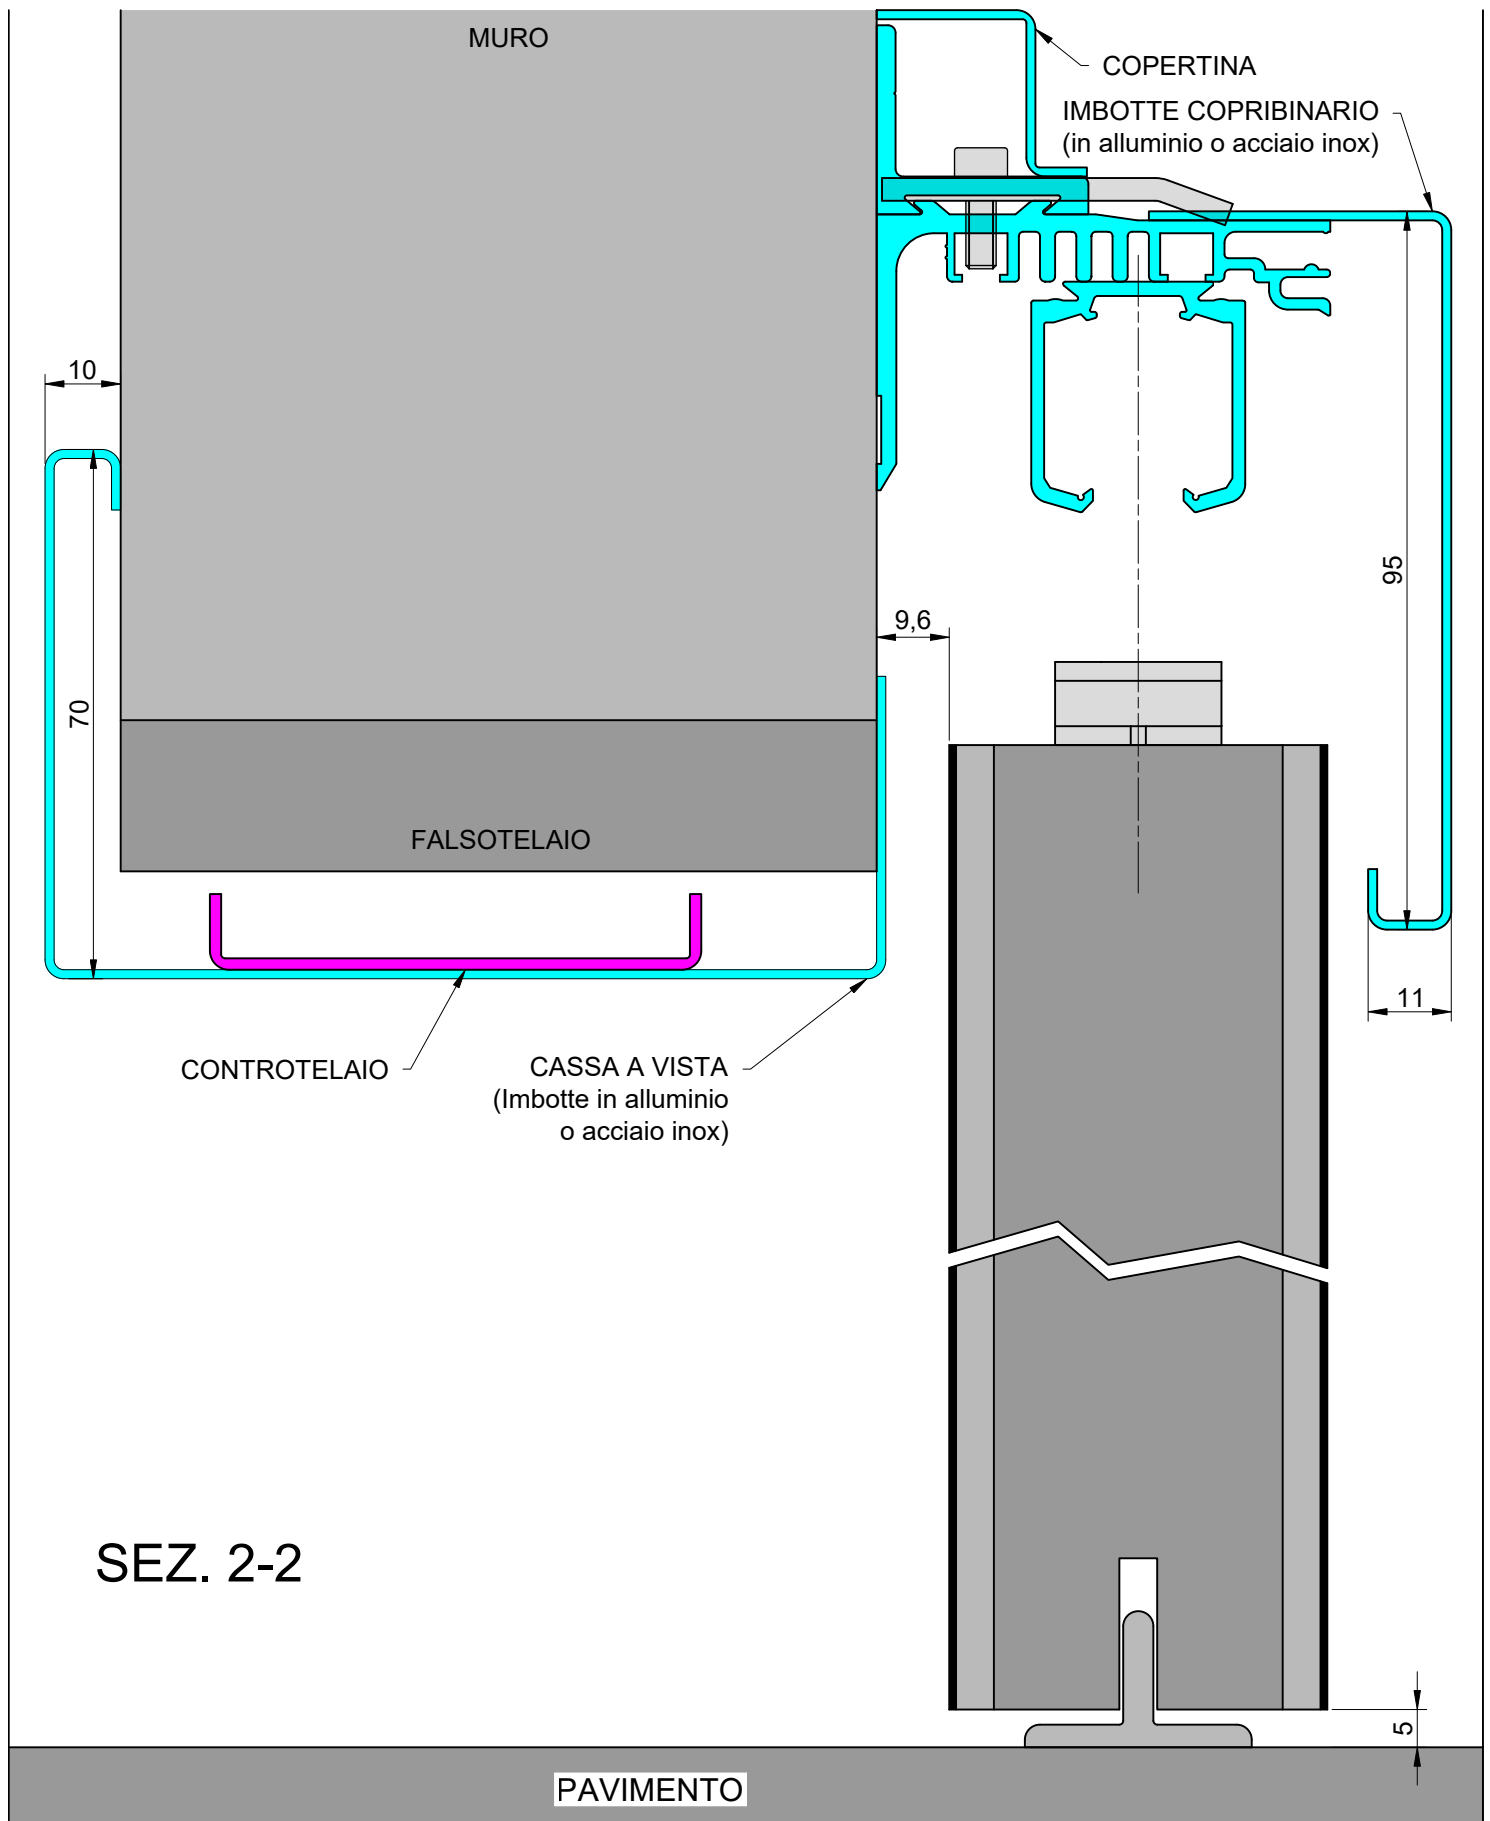 MURO
COPERTINA
IMBOTTE COPRIBINARIO
(in alluminio o acciaio inox)
10
95
9,6
70
FALSOTELAIO
11
CONTROTELAIO
CASSA A VISTA
(Imbotte in alluminio
o acciaio inox)
SEZ. 2-2
5
PAVIMENTO